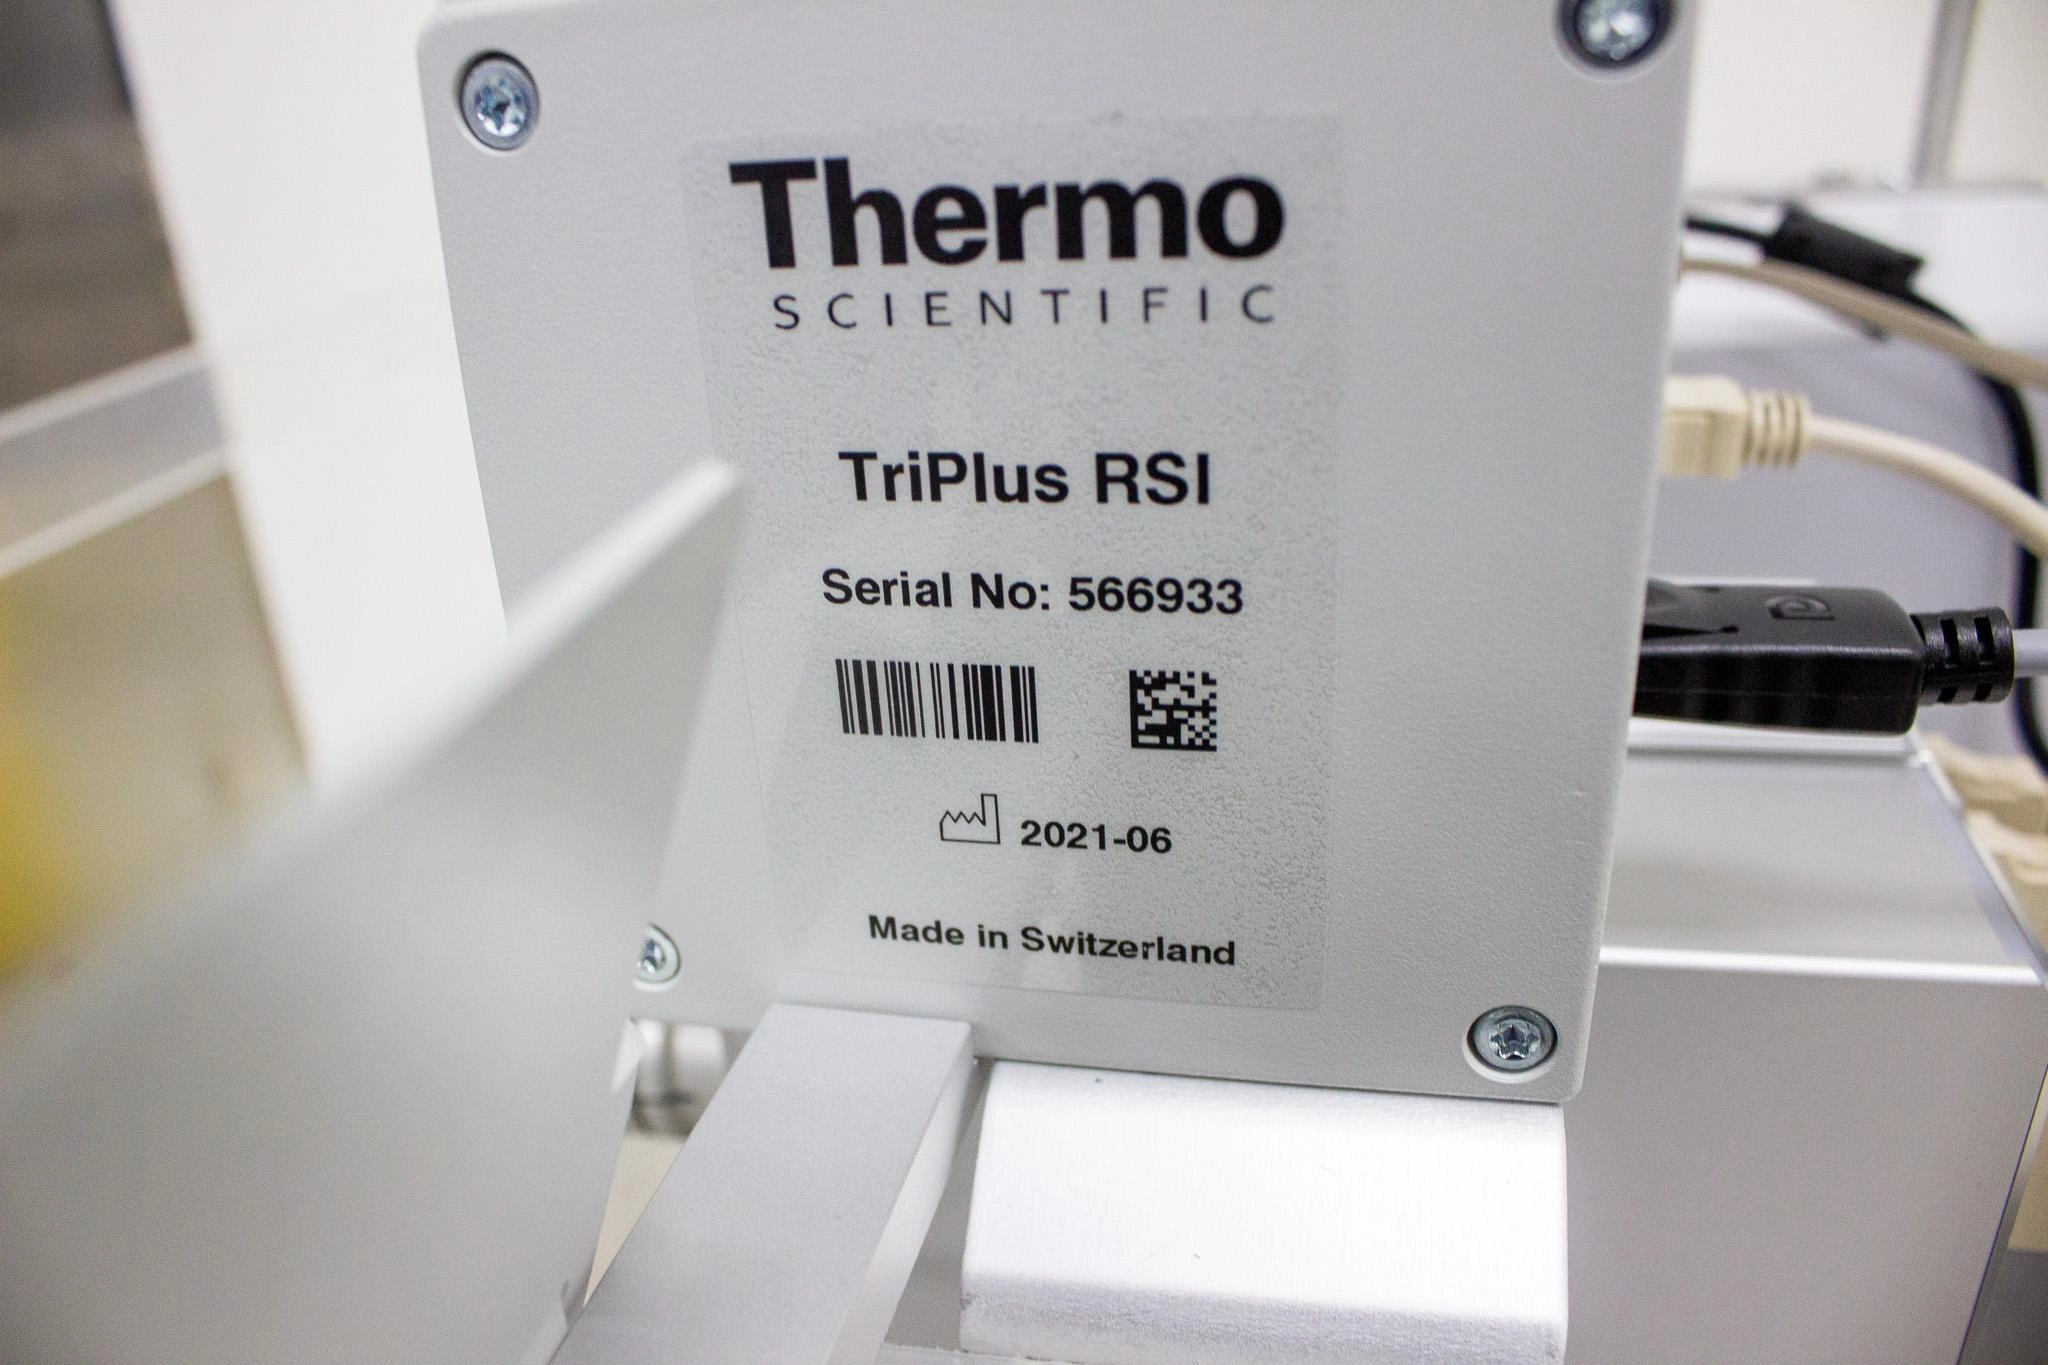 Thermo
SCIENTIFIC
TriPlus RSI
Serial No: 566933
2021-06
Made in Switzerland